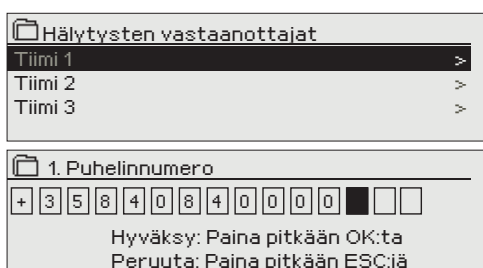 Hälytysten vastaanottajat
Tiimi 1 >
Tiimi 2 >
Tiimi 3 >
1. Puhelinnumero
+35840840000
Hyväksy: Paina pitkään OK:ta
Peruuta: Paina pitkään ESC:iä